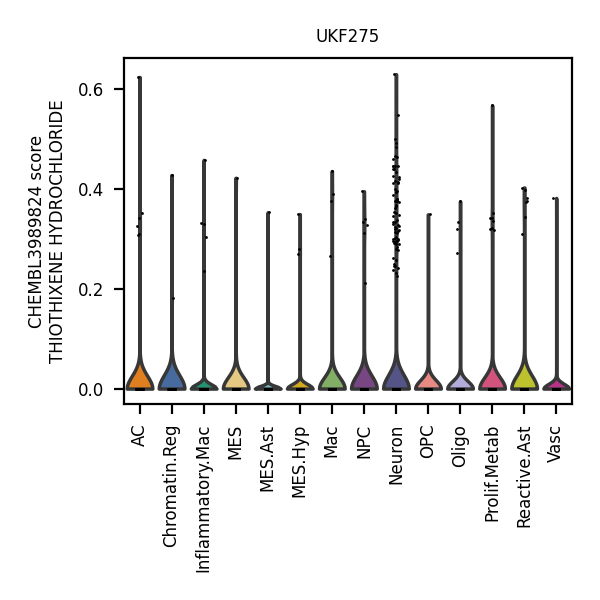 UKF275
CHEMBL3989824 score
THIOTHIXENE HYDROCHLORIDE
0.6
0.4
0.2
0.0
AC
Chromatin.Reg
Inflammatory.Mac
MES
MES.Ast
MES.Hyp
Mac
NPC
Neuron
OPC
Oligo
Prolif.Metab
Reactive.Ast
Vasc